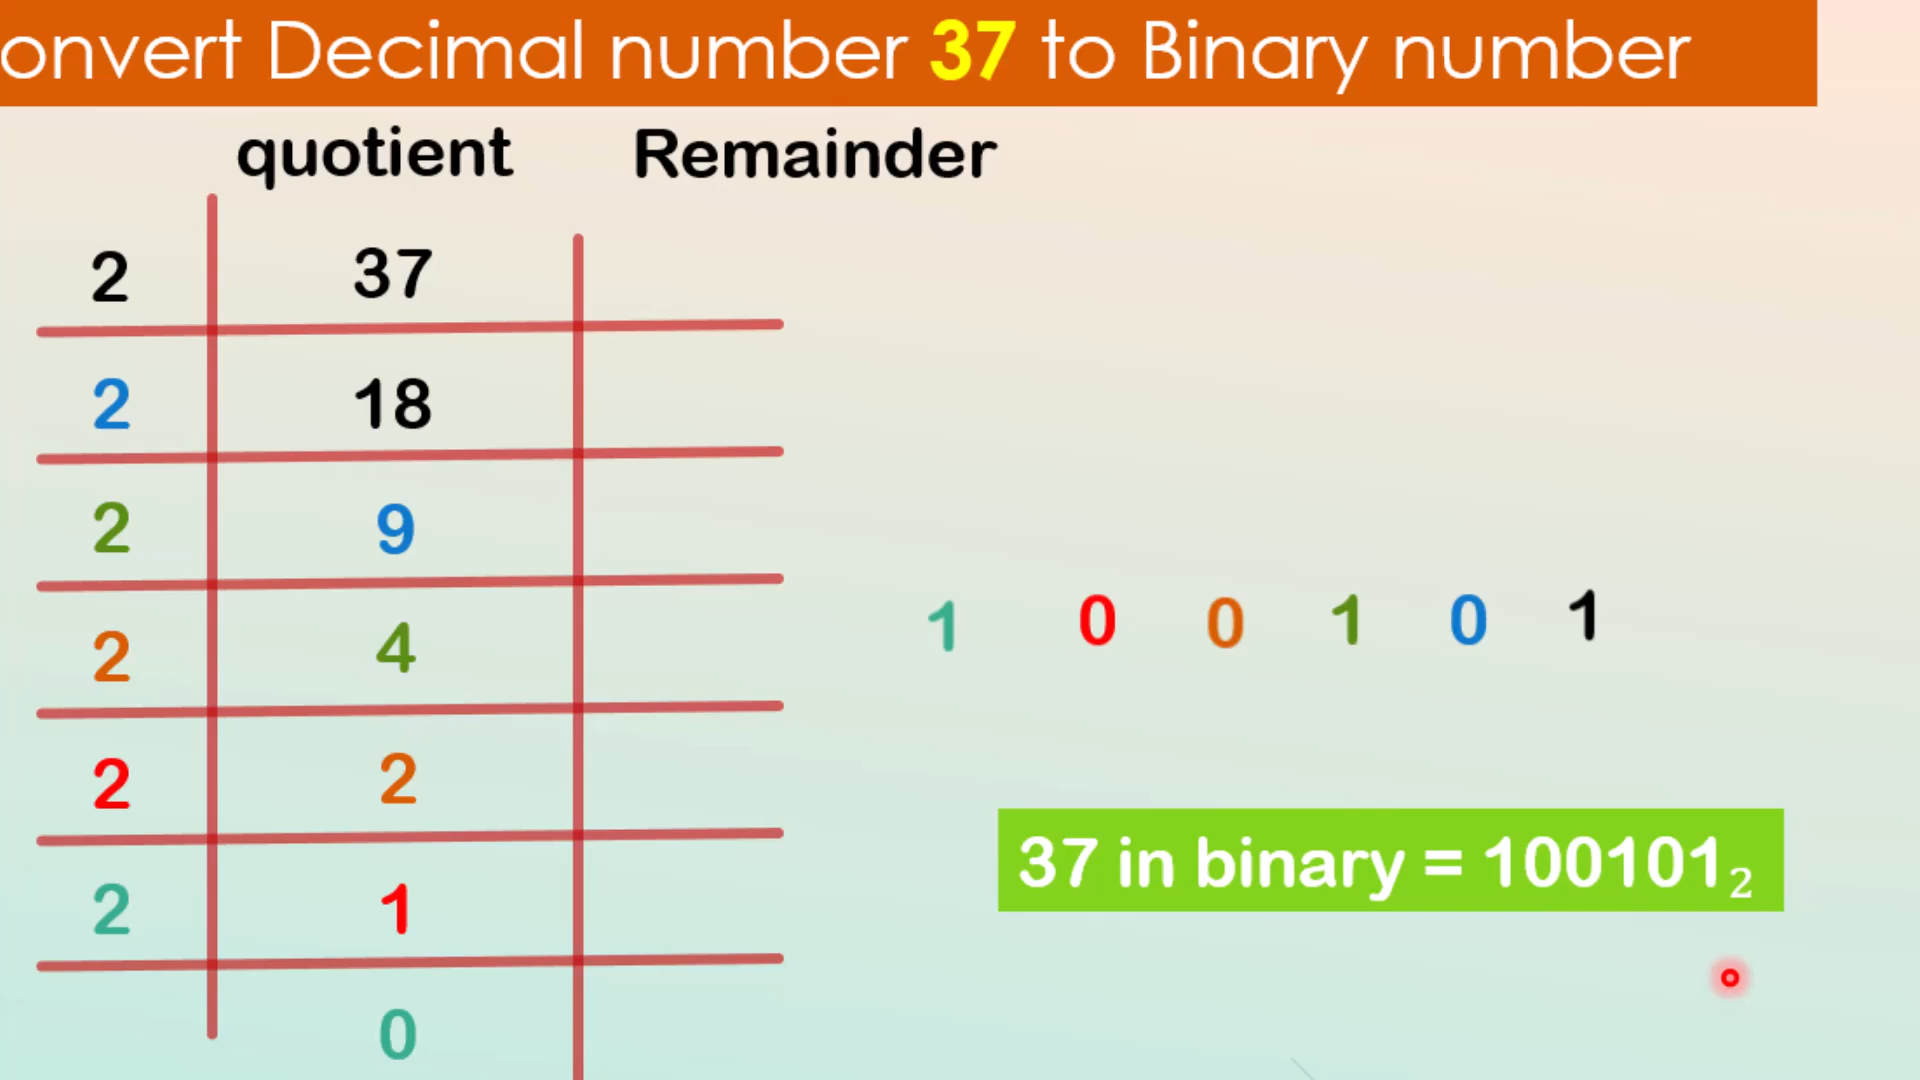 onvert Decimal number 37 to Binary number
quotient Remainder
2 37
2 18
2 9
2 4
1 0 0 1 0 1
2 2
37 in binary = 100101₂
2 1
0